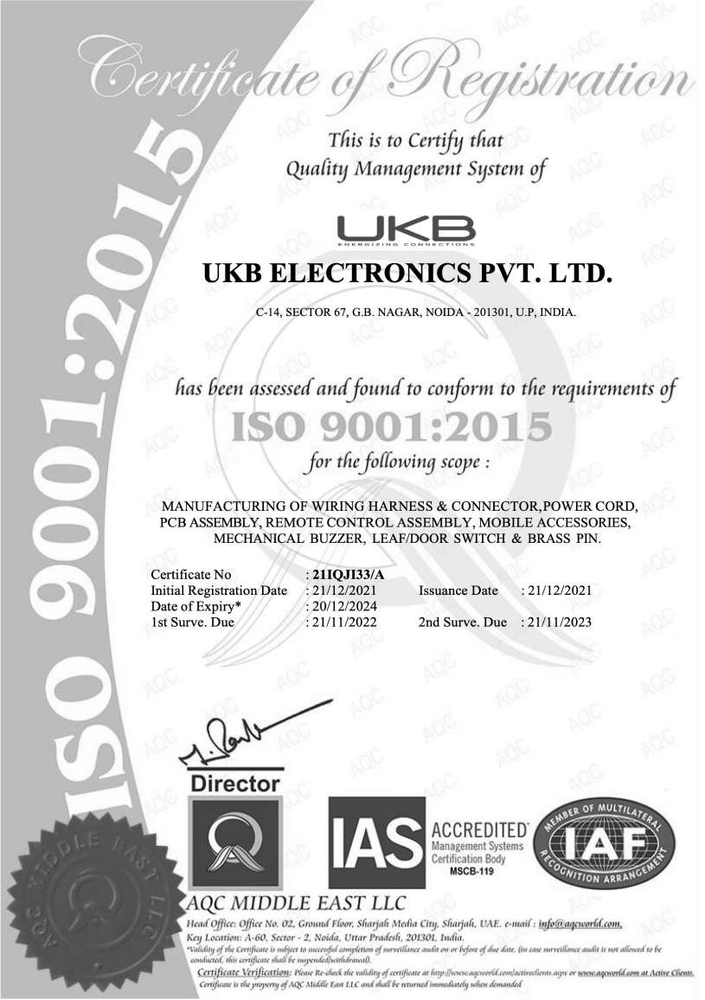 Certificate of Registration
This is to Certify that
Quality Management System of
UKB
ENERGIZING CONNECTIONS
UKB ELECTRONICS PVT. LTD.
C-14, SECTOR 67, G.B. NAGAR, NOIDA - 201301, U.P, INDIA.
has been assessed and found to conform to the requirements of
ISO 9001:2015
for the following scope :
MANUFACTURING OF WIRING HARNESS & CONNECTOR,POWER CORD,
PCB ASSEMBLY, REMOTE CONTROL ASSEMBLY, MOBILE ACCESSORIES,
MECHANICAL BUZZER, LEAF/DOOR SWITCH & BRASS PIN.
Certificate No : 21IQJI33/A
Initial Registration Date : 21/12/2021 Issuance Date : 21/12/2021
Date of Expiry* : 20/12/2024
1st Surve. Due : 21/11/2022 2nd Surve. Due : 21/11/2023
ISO 9001:2015
Director
IAS
ACCREDITED
Management Systems
Certification Body
MSCB-119
MEMBER OF MULTILATERAL
IAF
RECOGNITION ARRANGEMENT
AQC MIDDLE EAST LLC
AQC MIDDLE EAST LLC
Head Office: Office No. 02, Ground Floor, Sharjah Media City, Sharjah, UAE. e-mail : info@aqcworld.com,
Key Location: A-60, Sector - 2, Noida, Uttar Pradesh, 201301, India.
*Validity of the Certificate is subject to successful completion of surveillance audit on or before of due date, (in case surveillance audit is not allowed to be
conducted, this certificate shall be suspended/withdrawal).
Certificate Verification: Please Re-check the validity of certificate at http://www.aqcworld.com/activeclients.aspx or www.aqcworld.com at Active Clients.
Certificate is the property of AQC Middle East LLC and shall be returned immediately when demanded